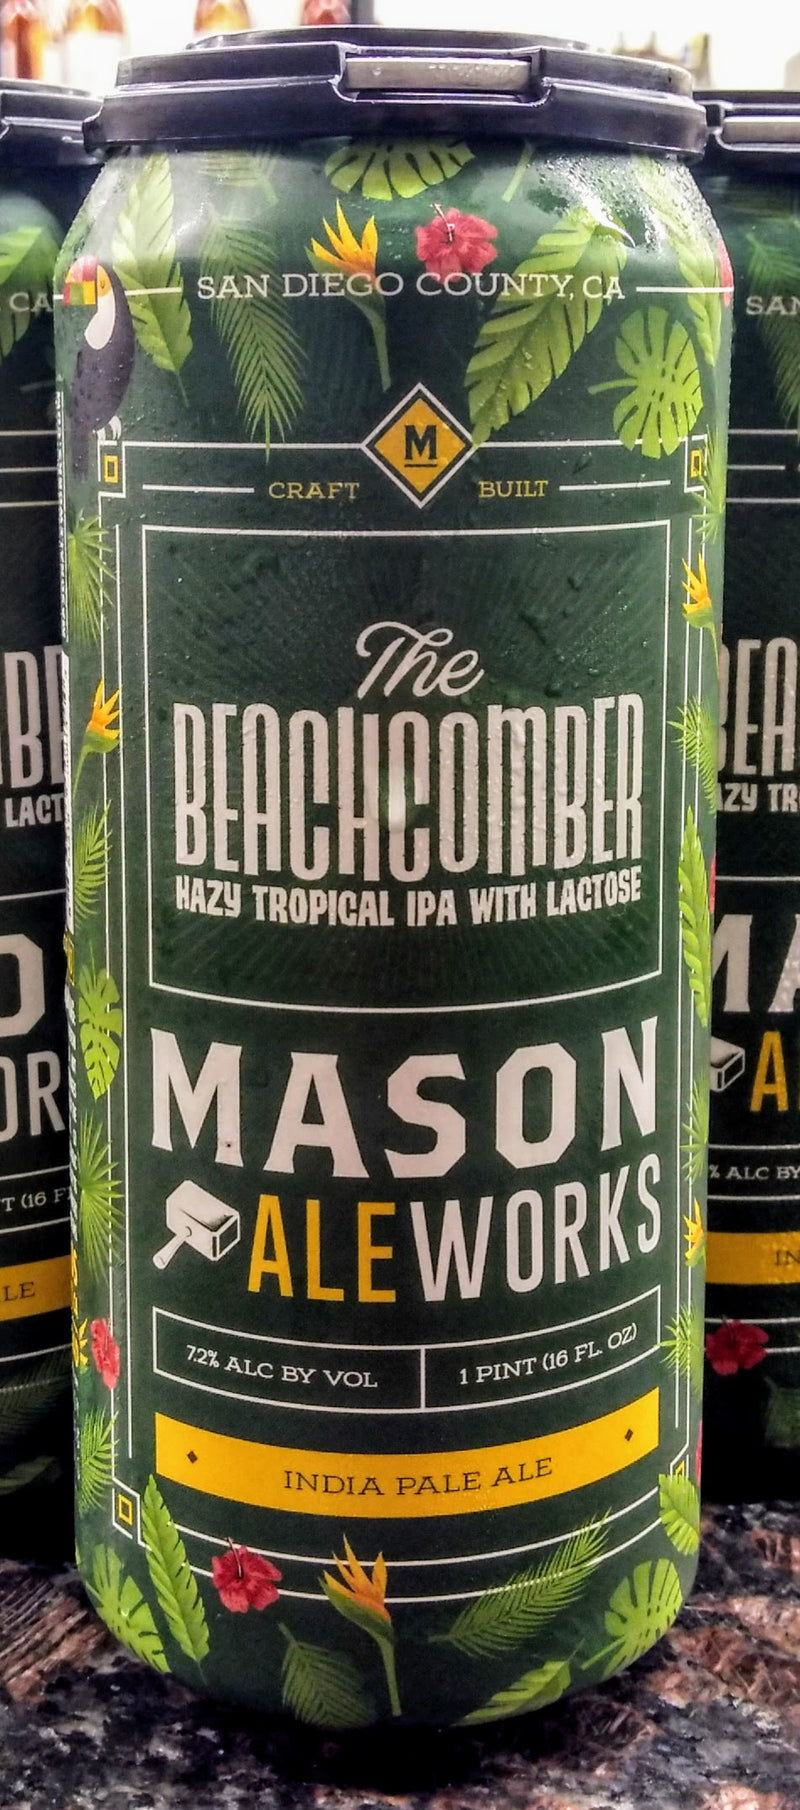 SAN DIEGO COUNTY, CA
M
CRAFT BUILT
The
BEACHCOMBER
HAZY TROPICAL IPA WITH LACTOSE
MASON
ALEWORKS
7.2% ALC BY VOL
1 PINT (16 FL. OZ)
INDIA PALE ALE